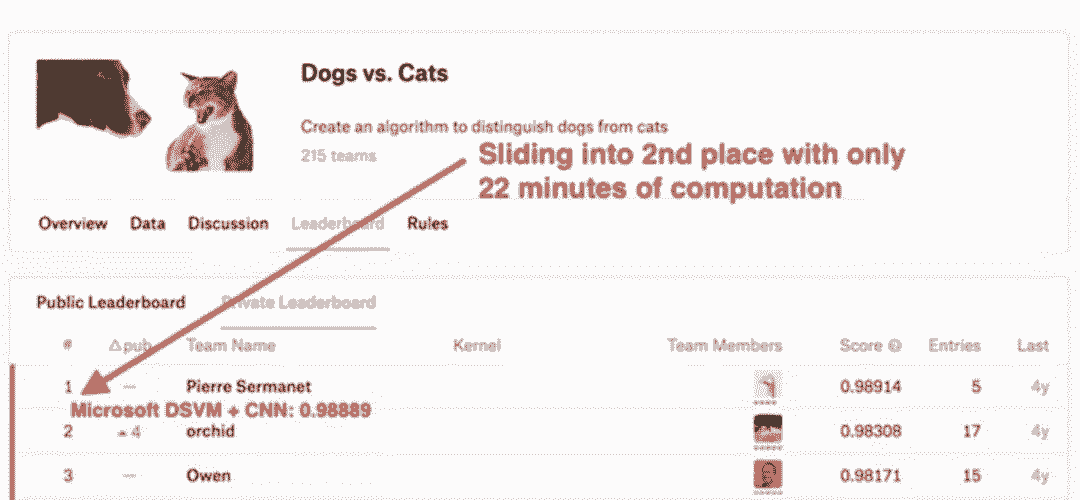 Dogs vs. Cats
Create an algorithm to distinguish dogs from cats
215 teams
Sliding into 2nd place with only
22 minutes of computation
Overview Data Discussion Leaderboard Rules
Public Leaderboard Private Leaderboard
# △pub Team Name Kernel Team Members Score Entries Last
1 — Pierre Sermanet 0.98914 5 4y
Microsoft DSVM + CNN: 0.98889
2 4 orchid 0.98308 17 4y
3 — Owen 0.98171 15 4y